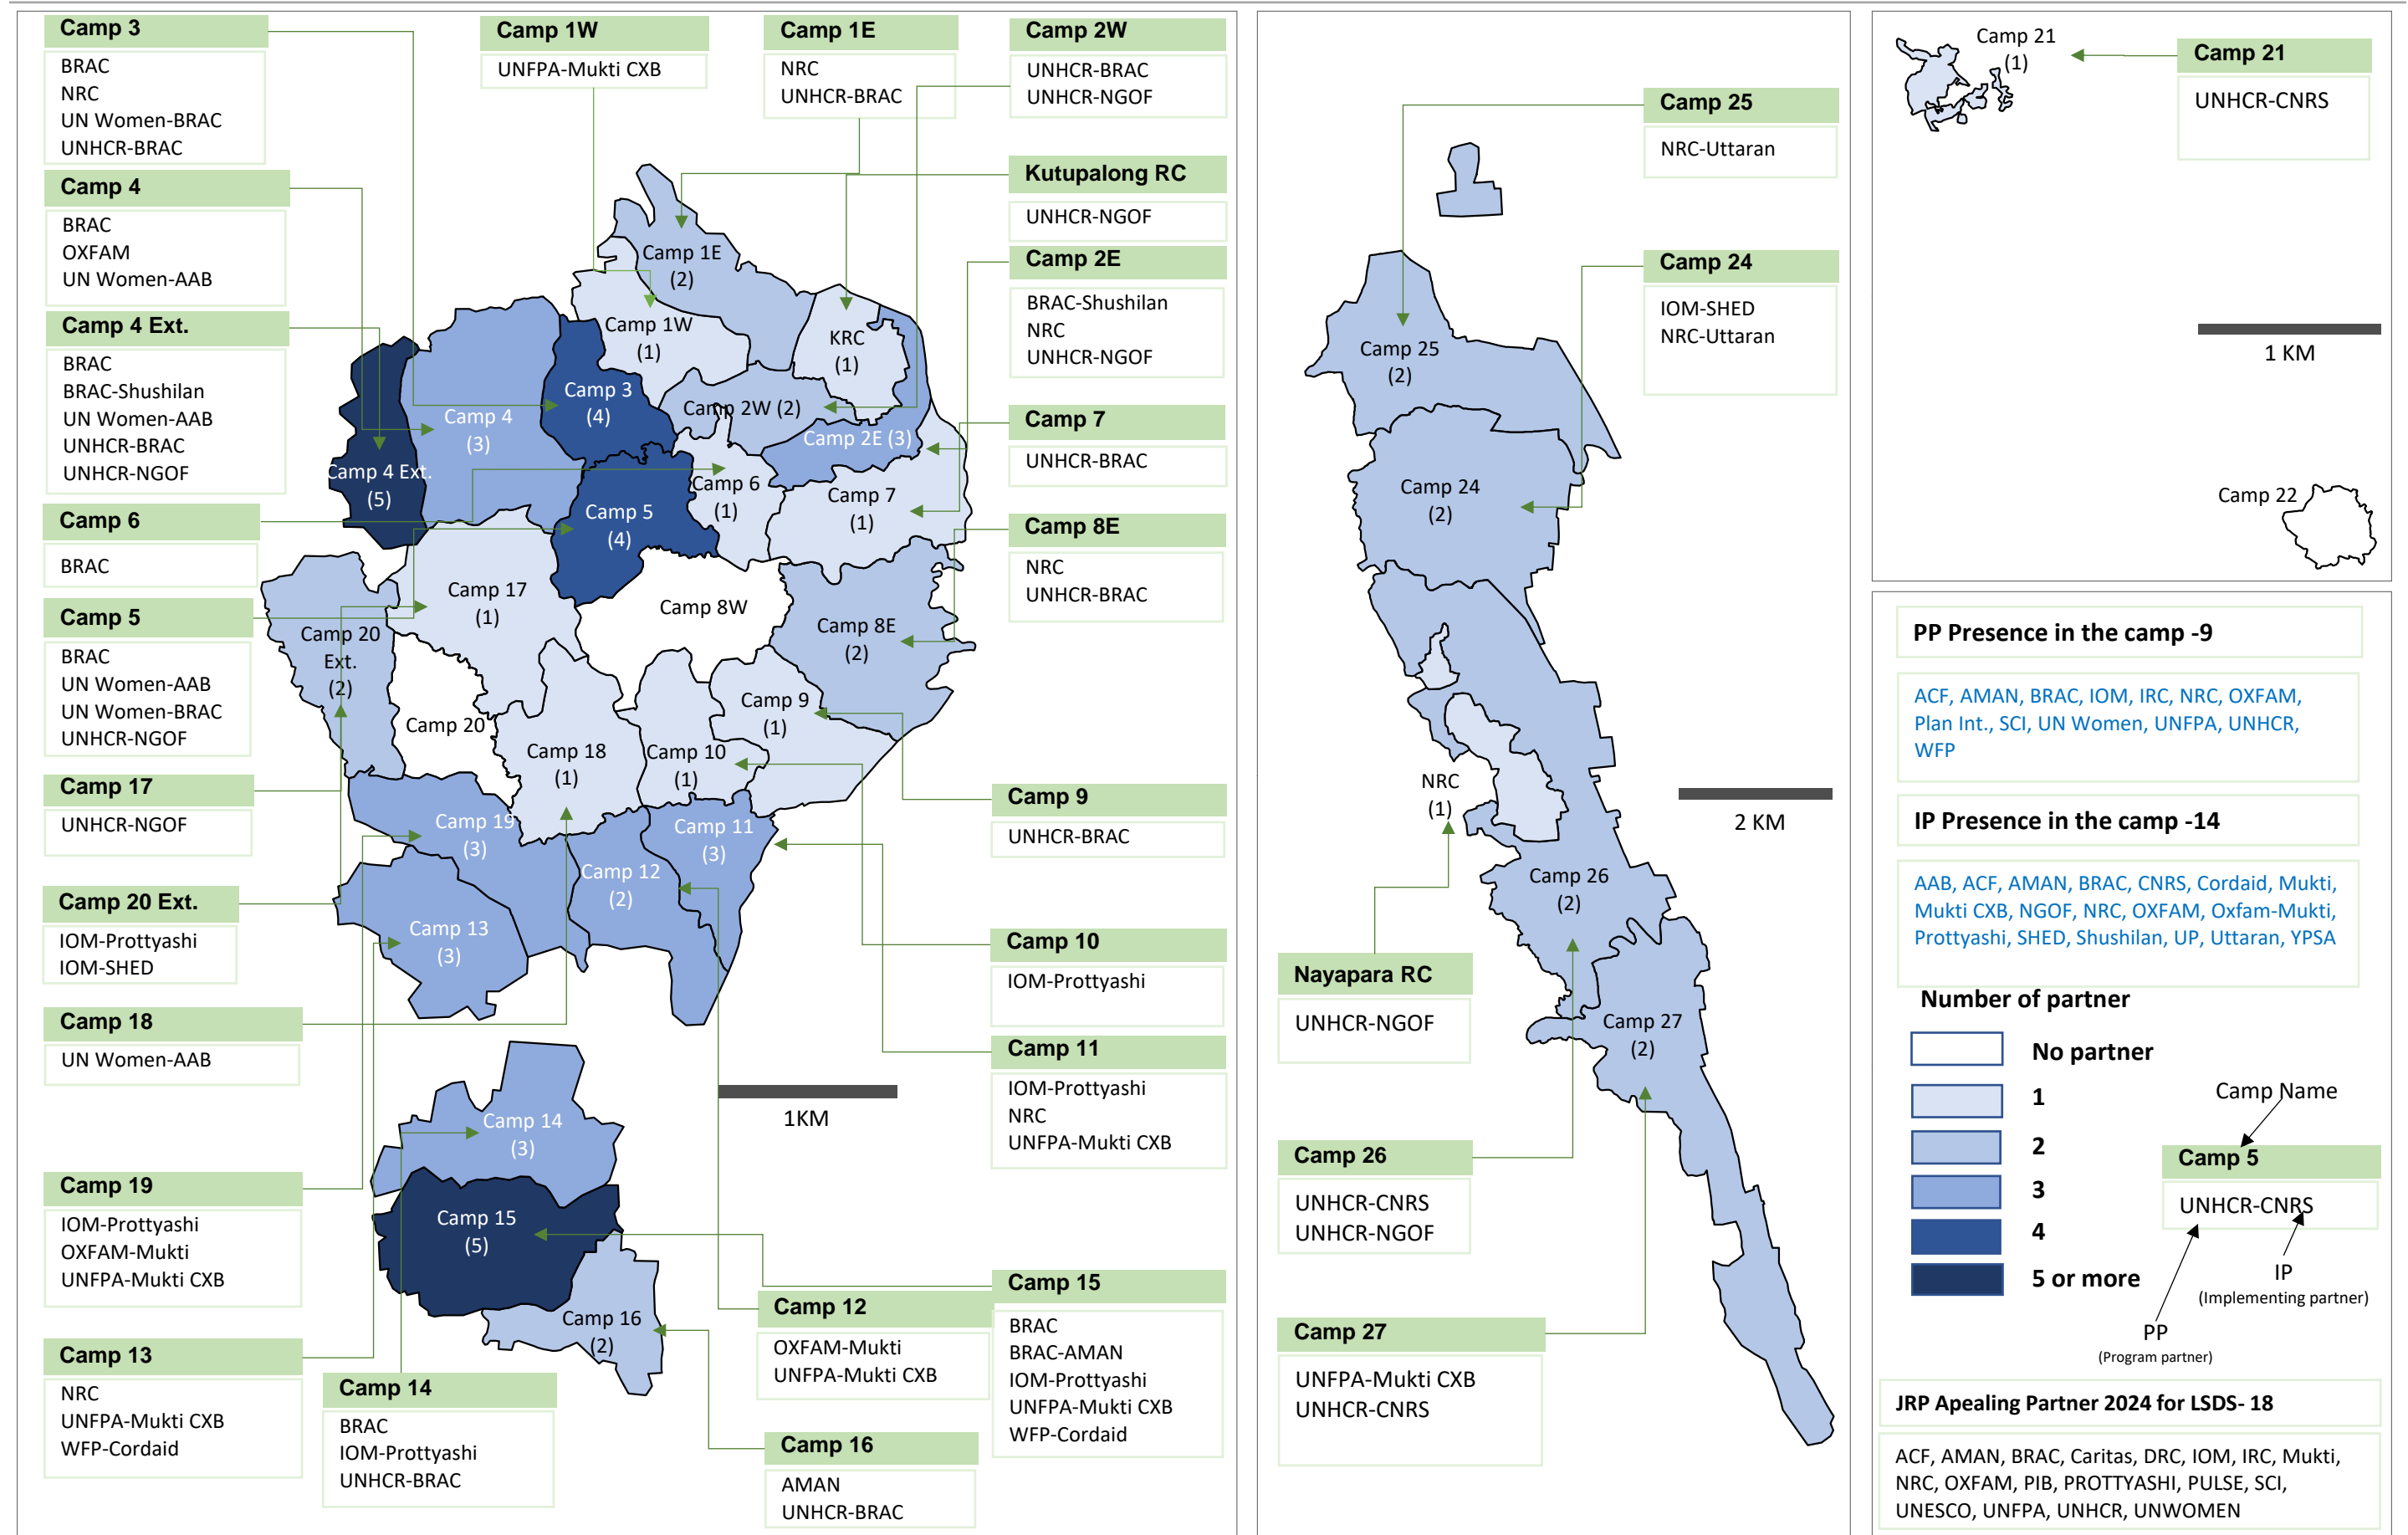 Camp 3
BRAC
NRC
UN Women-BRAC
UNHCR-BRAC
Camp 4
BRAC
OXFAM
UN Women-AAB
Camp 4 Ext.
BRAC
BRAC-Shushilan
UN Women-AAB
UNHCR-BRAC
UNHCR-NGOF
Camp 6
BRAC
Camp 5
BRAC
UN Women-AAB
UN Women-BRAC
UNHCR-NGOF
Camp 17
UNHCR-NGOF
Camp 20 Ext.
IOM-Prottyashi
IOM-SHED
Camp 18
UN Women-AAB
Camp 19
IOM-Prottyashi
OXFAM-Mukti
UNFPA-Mukti CXB
Camp 13
NRC
UNFPA-Mukti CXB
WFP-Cordaid
Camp 14
BRAC
IOM-Prottyashi
UNHCR-BRAC
Camp 1W
UNFPA-Mukti CXB
Camp 1E
NRC
UNHCR-BRAC
Camp 2W
UNHCR-BRAC
UNHCR-NGOF
Kutupalong RC
UNHCR-NGOF
Camp 2E
BRAC-Shushilan
NRC
UNHCR-NGOF
Camp 7
UNHCR-BRAC
Camp 8E
NRC
UNHCR-BRAC
Camp 9
UNHCR-BRAC
Camp 10
IOM-Prottyashi
Camp 11
IOM-Prottyashi
NRC
UNFPA-Mukti CXB
Camp 15
BRAC
BRAC-AMAN
IOM-Prottyashi
UNFPA-Mukti CXB
WFP-Cordaid
Camp 12
OXFAM-Mukti
UNFPA-Mukti CXB
Camp 16
AMAN
UNHCR-BRAC
Camp 1E
(2)
Camp 1W
(1)
KRC
(1)
Camp 3
(4)
Camp 2W (2)
Camp 4
(3)
Camp 2E (3)
Camp 4 Ext.
(5)
Camp 6
(1)
Camp 7
(1)
Camp 5
(4)
Camp 17
(1)
Camp 8W
Camp 8E
(2)
Camp 20
Ext.
(2)
Camp 20
Camp 9
(1)
Camp 18
(1)
Camp 10
(1)
Camp 19
(3)
Camp 11
(3)
Camp 12
(2)
Camp 13
(3)
1KM
Camp 14
(3)
Camp 15
(5)
Camp 16
(2)
Camp 25
NRC-Uttaran
Camp 24
IOM-SHED
NRC-Uttaran
Camp 25
(2)
Camp 24
(2)
NRC
(1)
2 KM
Camp 26
(2)
Camp 27
(2)
Nayapara RC
UNHCR-NGOF
Camp 26
UNHCR-CNRS
UNHCR-NGOF
Camp 27
UNFPA-Mukti CXB
UNHCR-CNRS
Camp 21
(1)
Camp 21
UNHCR-CNRS
1 KM
Camp 22
PP Presence in the camp -9
ACF, AMAN, BRAC, IOM, IRC, NRC, OXFAM,
Plan Int., SCI, UN Women, UNFPA, UNHCR,
WFP
IP Presence in the camp -14
AAB, ACF, AMAN, BRAC, CNRS, Cordaid, Mukti,
Mukti CXB, NGOF, NRC, OXFAM, Oxfam-Mukti,
Prottyashi, SHED, Shushilan, UP, Uttaran, YPSA
Number of partner
No partner
1
2
3
4
5 or more
Camp Name
Camp 5
UNHCR-CNRS
IP
(Implementing partner)
PP
(Program partner)
JRP Apealing Partner 2024 for LSDS- 18
ACF, AMAN, BRAC, Caritas, DRC, IOM, IRC, Mukti,
NRC, OXFAM, PIB, PROTTYASHI, PULSE, SCI,
UNESCO, UNFPA, UNHCR, UNWOMEN